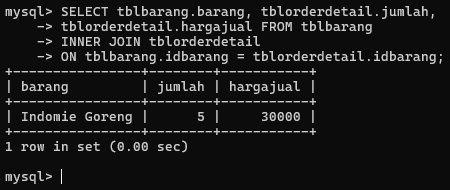 mysql> SELECT tblbarang.barang, tblorderdetail.jumlah,
    -> tblorderdetail.hargajual FROM tblbarang
    -> INNER JOIN tblorderdetail
    -> ON tblbarang.idbarang = tblorderdetail.idbarang;
+----------------+--------+-----------+
| barang         | jumlah | hargajual |
+----------------+--------+-----------+
| Indomie Goreng |      5 |     30000 |
+----------------+--------+-----------+
1 row in set (0.00 sec)

mysql>